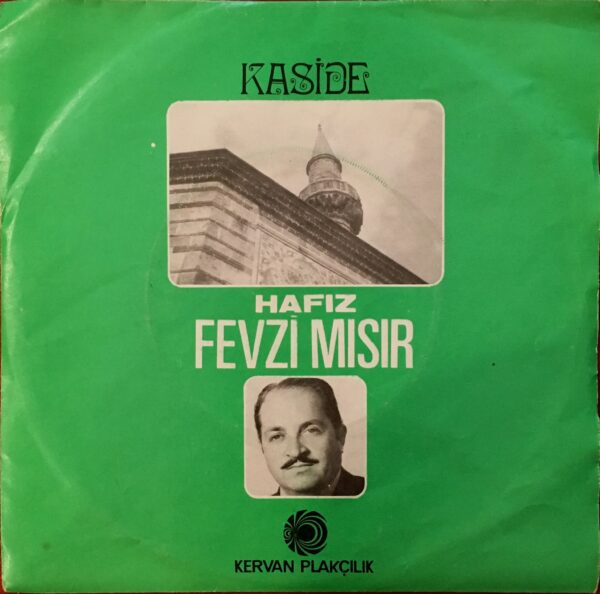 KASİDE
HAFIZ
FEVZİ MISIR
KERVAN PLAKÇILIK